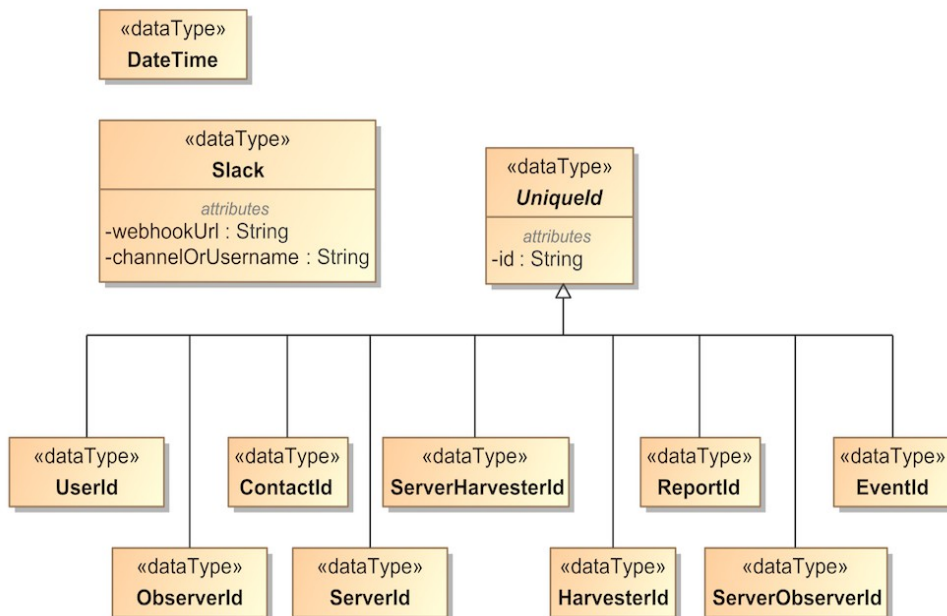 «dataType»
DateTime
«dataType»
Slack
attributes
-webhookUrl : String
-channelOrUsername : String
«dataType»
UniqueId
attributes
-id : String
«dataType»
UserId
«dataType»
ContactId
«dataType»
ServerHarvesterId
«dataType»
ReportId
«dataType»
EventId
«dataType»
ObserverId
«dataType»
ServerId
«dataType»
HarvesterId
«dataType»
ServerObserverId